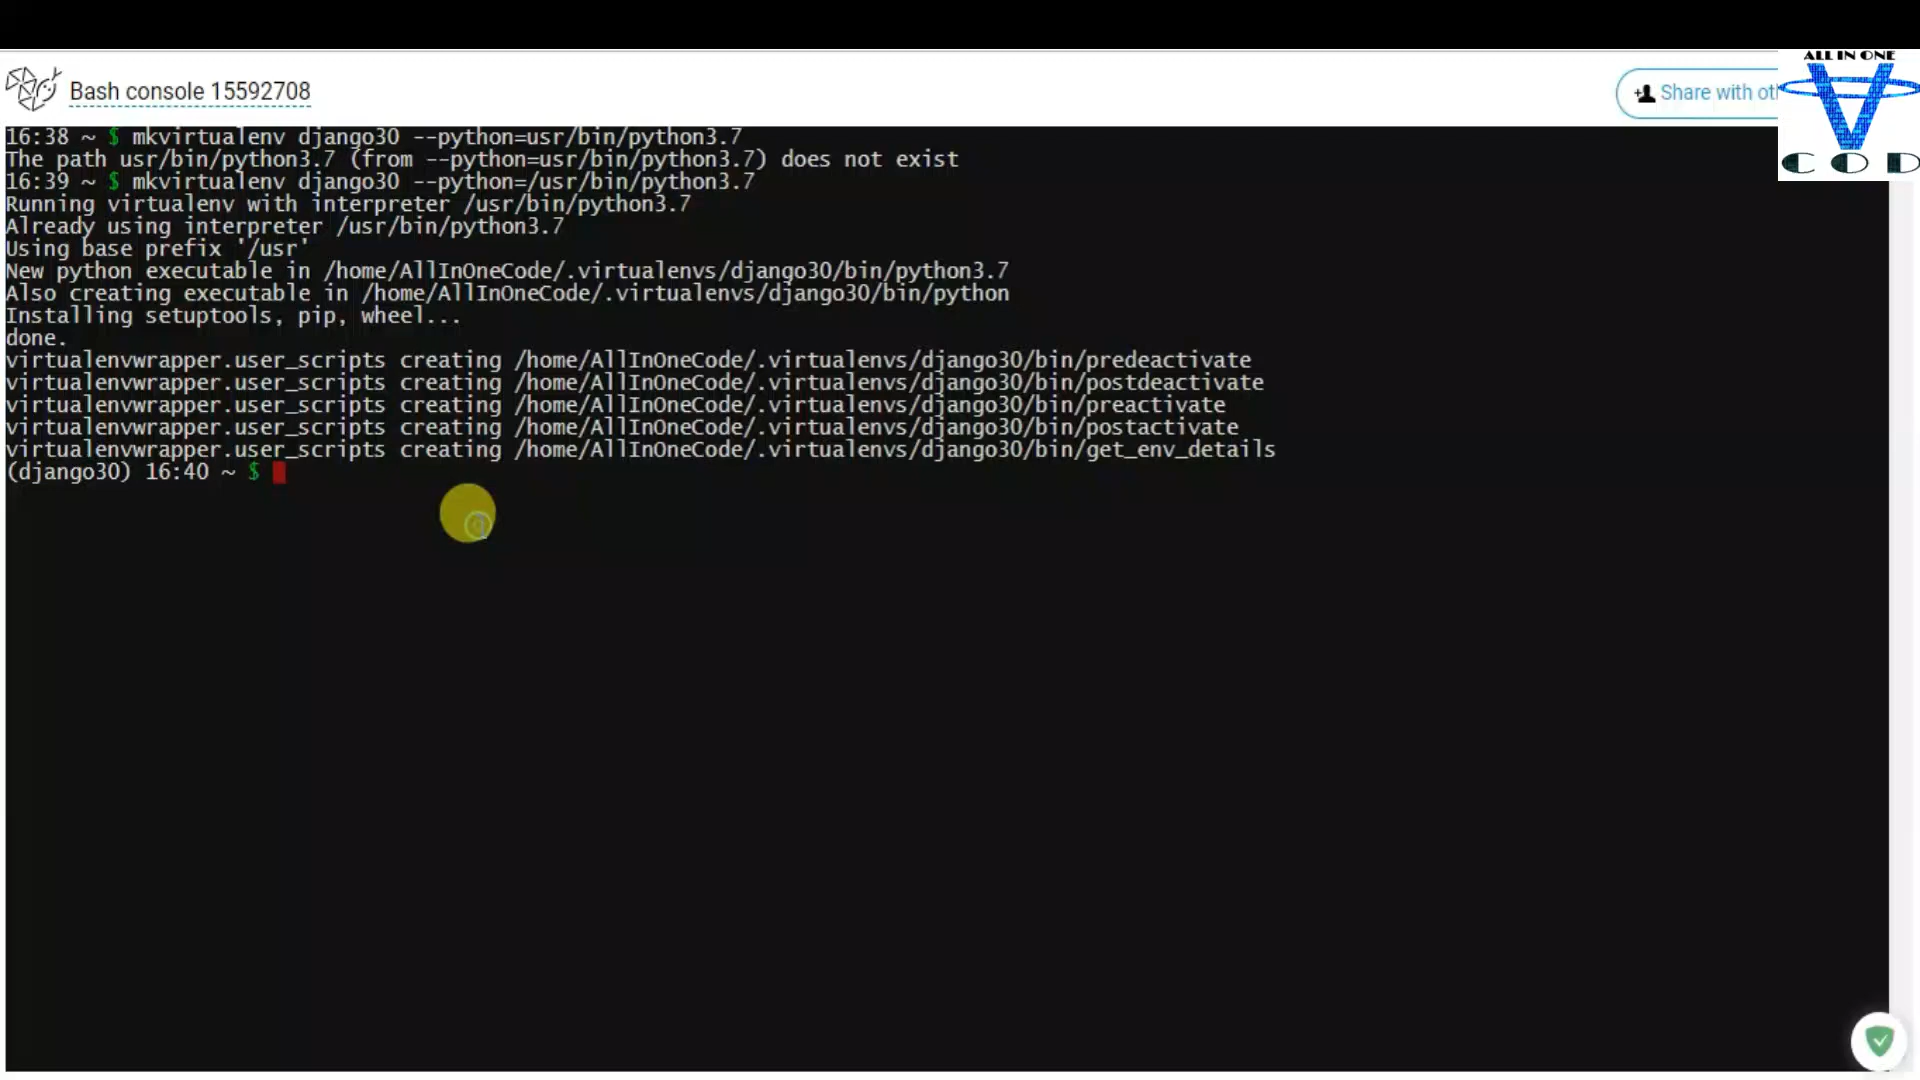 ALL IN ONE
Bash console 15592708
Share with ot
C O D
16:38 ~ $ mkvirtualenv django30 --python=usr/bin/python3.7
The path usr/bin/python3.7 (from --python=usr/bin/python3.7) does not exist
16:39 ~ $ mkvirtualenv django30 --python=/usr/bin/python3.7
Running virtualenv with interpreter /usr/bin/python3.7
Already using interpreter /usr/bin/python3.7
Using base prefix '/usr'
New python executable in /home/AllInOneCode/.virtualenvs/django30/bin/python3.7
Also creating executable in /home/AllInOneCode/.virtualenvs/django30/bin/python
Installing setuptools, pip, wheel...
done.
virtualenvwrapper.user_scripts creating /home/AllInOneCode/.virtualenvs/django30/bin/predeactivate
virtualenvwrapper.user_scripts creating /home/AllInOneCode/.virtualenvs/django30/bin/postdeactivate
virtualenvwrapper.user_scripts creating /home/AllInOneCode/.virtualenvs/django30/bin/preactivate
virtualenvwrapper.user_scripts creating /home/AllInOneCode/.virtualenvs/django30/bin/postactivate
virtualenvwrapper.user_scripts creating /home/AllInOneCode/.virtualenvs/django30/bin/get_env_details
(django30) 16:40 ~ $